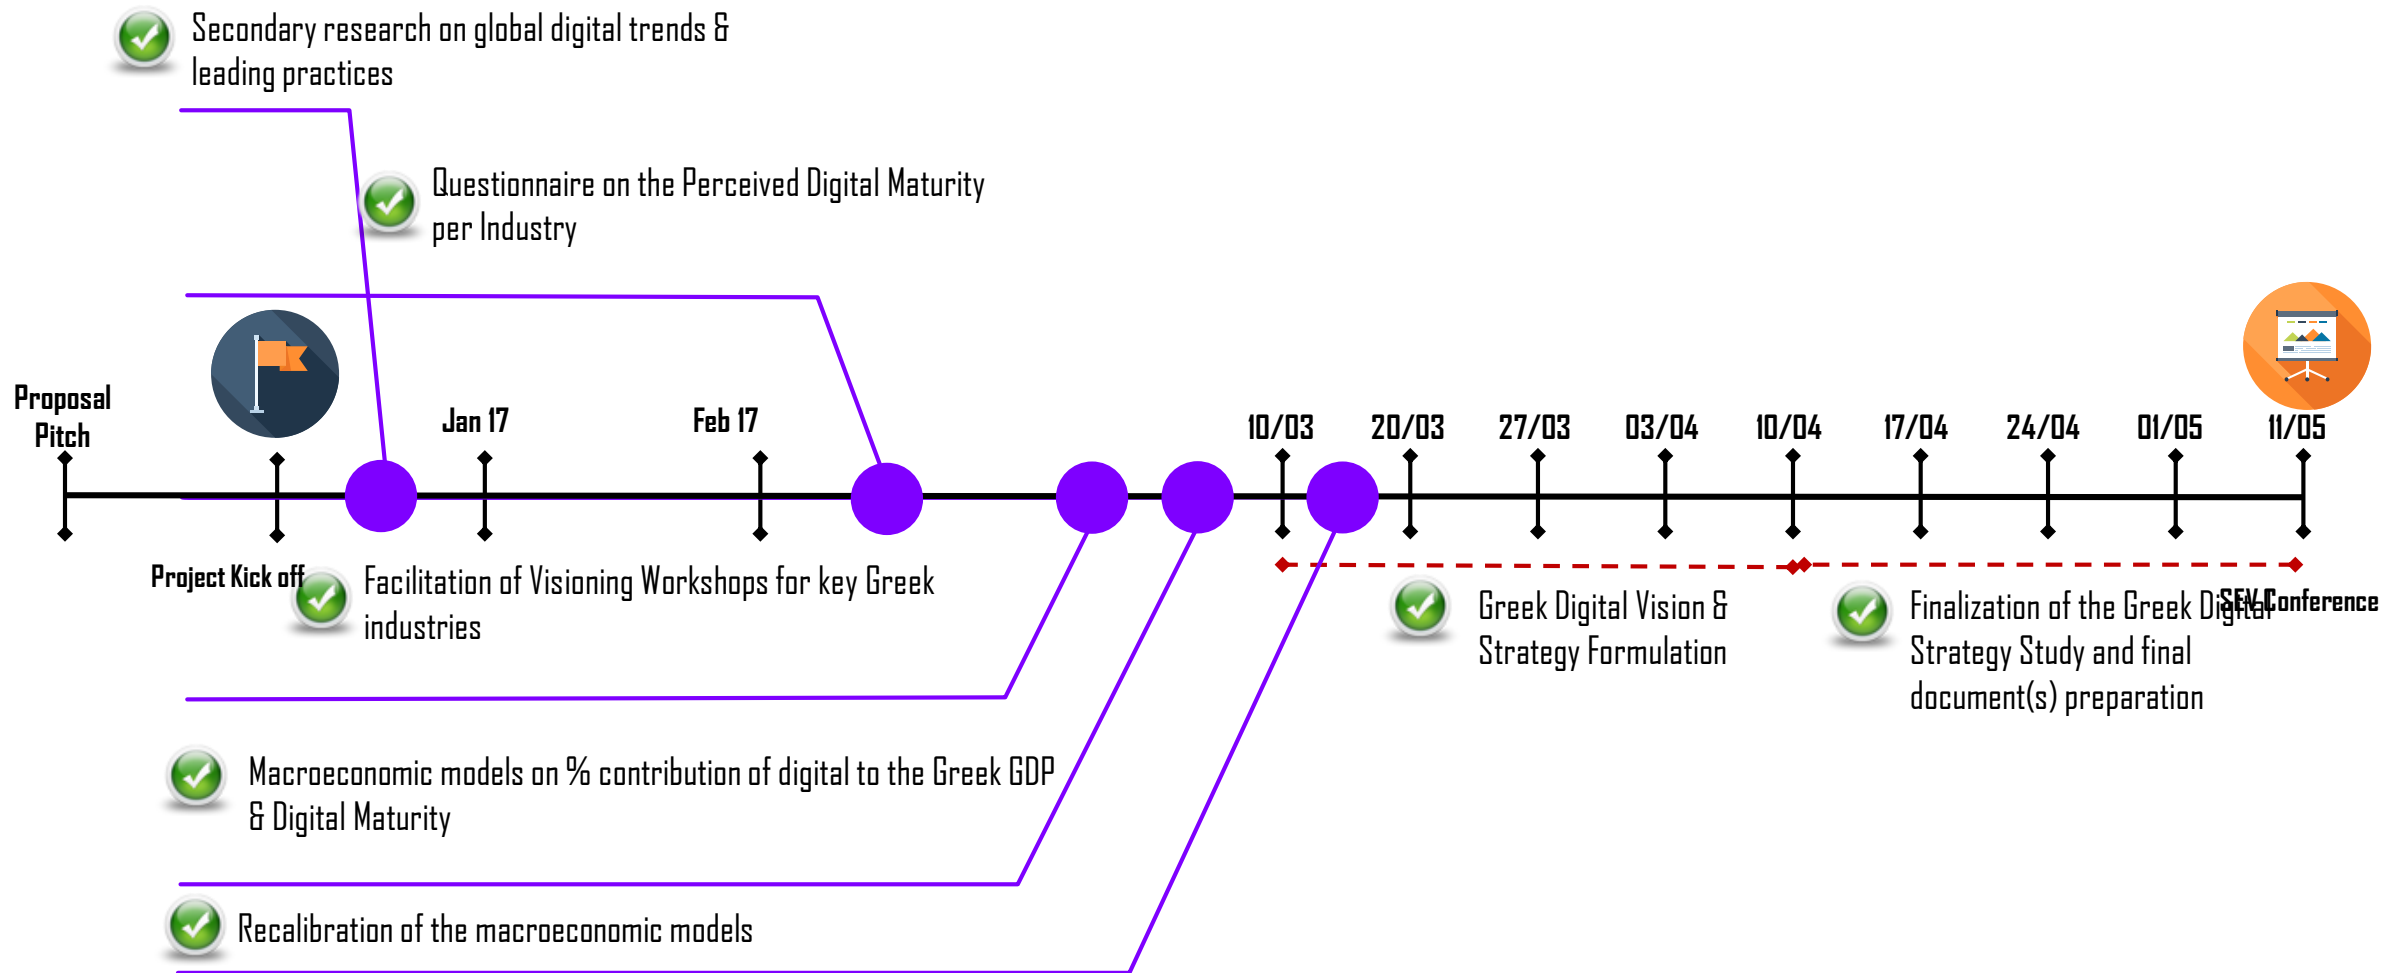 Secondary research on global digital trends &
leading practices
Questionnaire on the Perceived Digital Maturity
per Industry
Proposal
Pitch
Jan 17
Feb 17
10/03
20/03
27/03
03/04
10/04
17/04
24/04
01/05
11/05
Project Kick off
Facilitation of Visioning Workshops for key Greek
industries
Greek Digital Vision &
Strategy Formulation
Finalization of the Greek Digital
Strategy Study and final
document(s) preparation
SEV Conference
Macroeconomic models on % contribution of digital to the Greek GDP
& Digital Maturity
Recalibration of the macroeconomic models